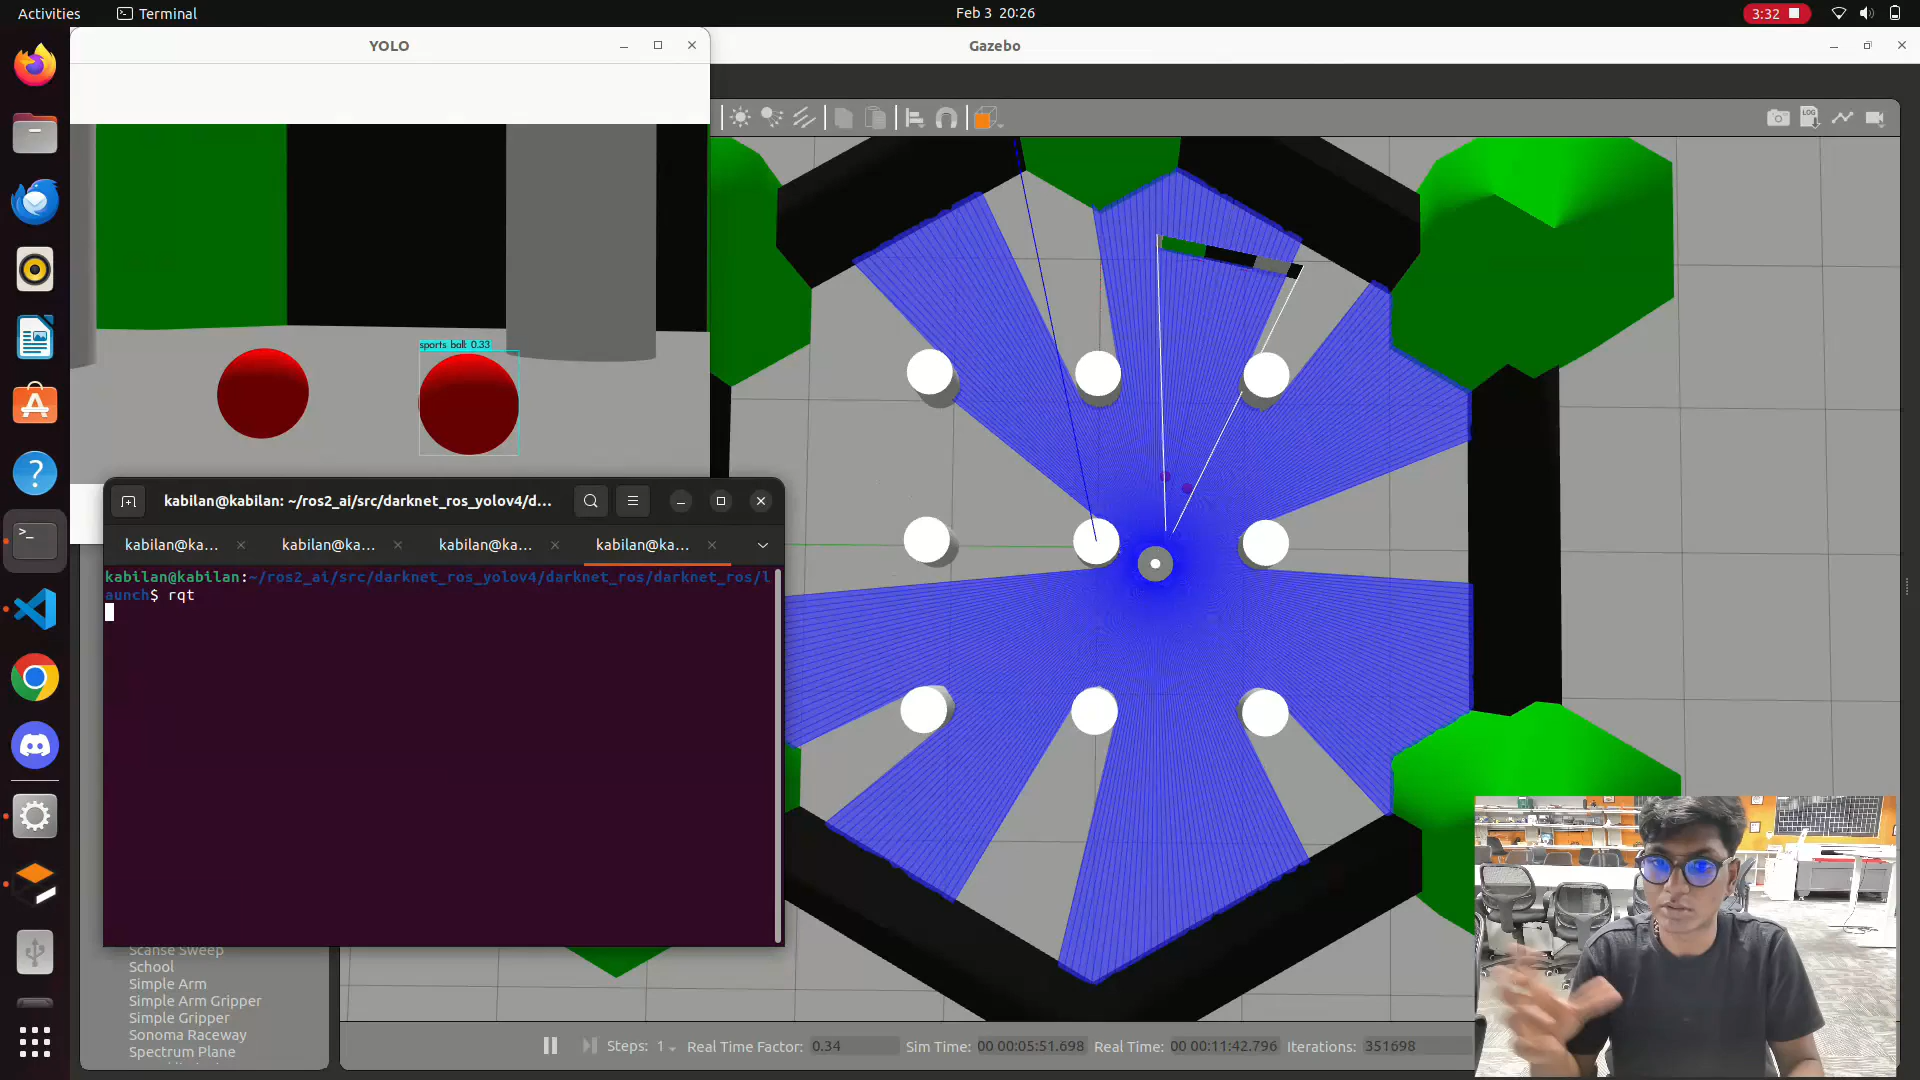 Activities
Terminal
Feb 3 20:26
3:32
YOLO
Gazebo
LOG
sports ball: 0.33
kabilan@kabilan: ~/ros2_ai/src/darknet_ros_yolov4/d...
kabilan@ka...
kabilan@ka...
kabilan@ka...
kabilan@ka...
kabilan@kabilan:~/ros2_ai/src/darknet_ros_yolov4/darknet_ros/darknet_ros/l
aunch$ rqt
Scanse Sweep
School
Simple Arm
Simple Arm Gripper
Simple Gripper
Sonoma Raceway
Spectrum Plane
Steps: 1
Real Time Factor: 0.34
Sim Time: 00 00:05:51.698
Real Time: 00 00:11:42.796
Iterations: 351698